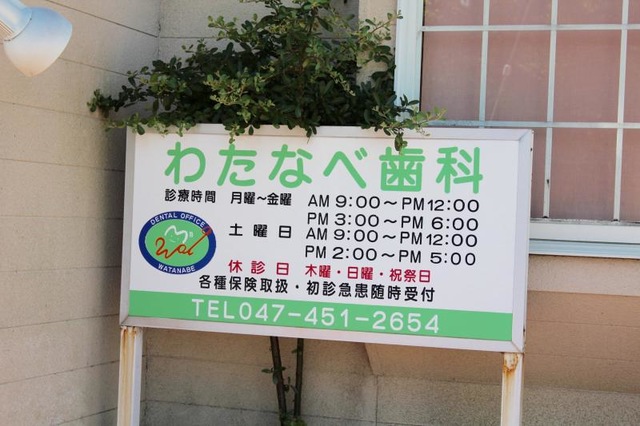 わたなべ歯科
診療時間 月曜～金曜 AM 9:00～PM12:00
PM 3:00～PM 6:00
土曜日 AM 9:00～PM12:00
PM 2:00～PM 5:00
休診日 木曜・日曜・祝祭日
各種保険取扱・初診急患随時受付
TEL047-451-2654
DENTAL OFFICE
WATANABE